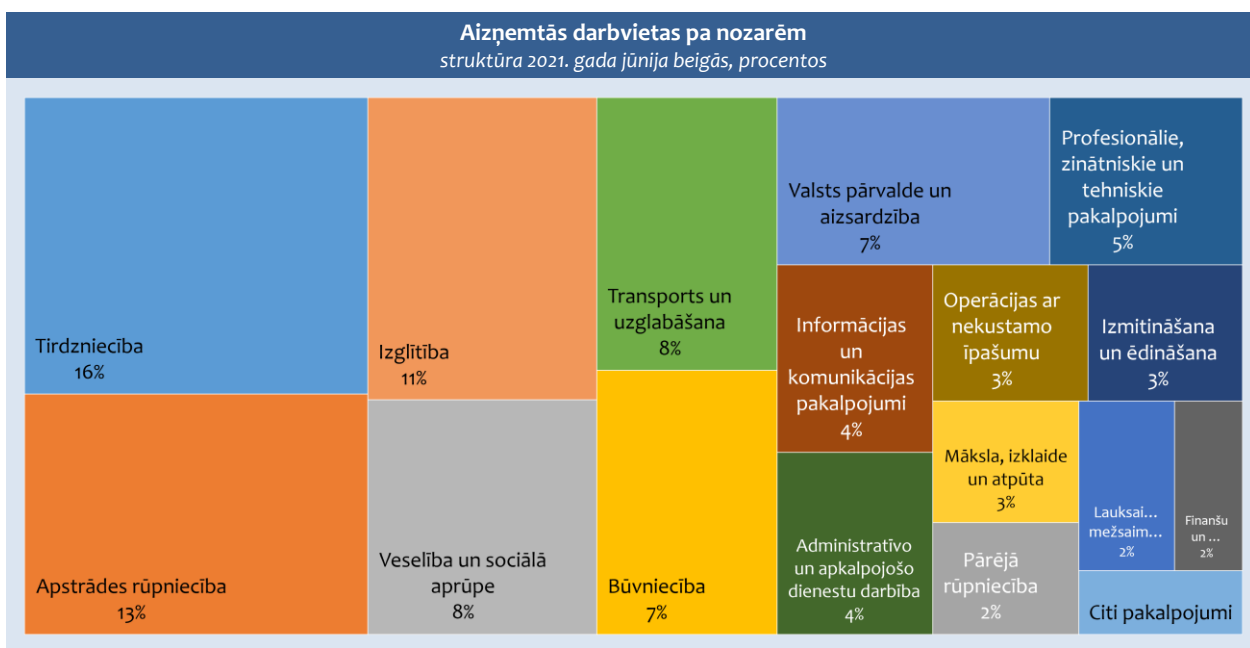 Aizņemtās darbvietas pa nozarēm
struktūra 2021. gada jūnija beigās, procentos
Tirdzniecība
16%
Apstrādes rūpniecība
13%
Izglītība
11%
Veselība un sociālā
aprūpe
8%
Transports un
uzglabāšana
8%
Būvniecība
7%
Valsts pārvalde un
aizsardzība
7%
Profesionālie,
zinātniskie un
tehniskie
pakalpojumi
5%
Informācijas
un
komunikācijas
pakalpojumi
4%
Administratīvo
un apkalpojošo
dienestu darbība
4%
Operācijas ar
nekustamo
īpašumu
3%
Izmitināšana
un ēdināšana
3%
Māksla, izklaide
un atpūta
3%
Pārējā
rūpniecība
2%
Lauksai...
mežsaim...
2%
Finanšu
un ...
2%
Citi pakalpojumi